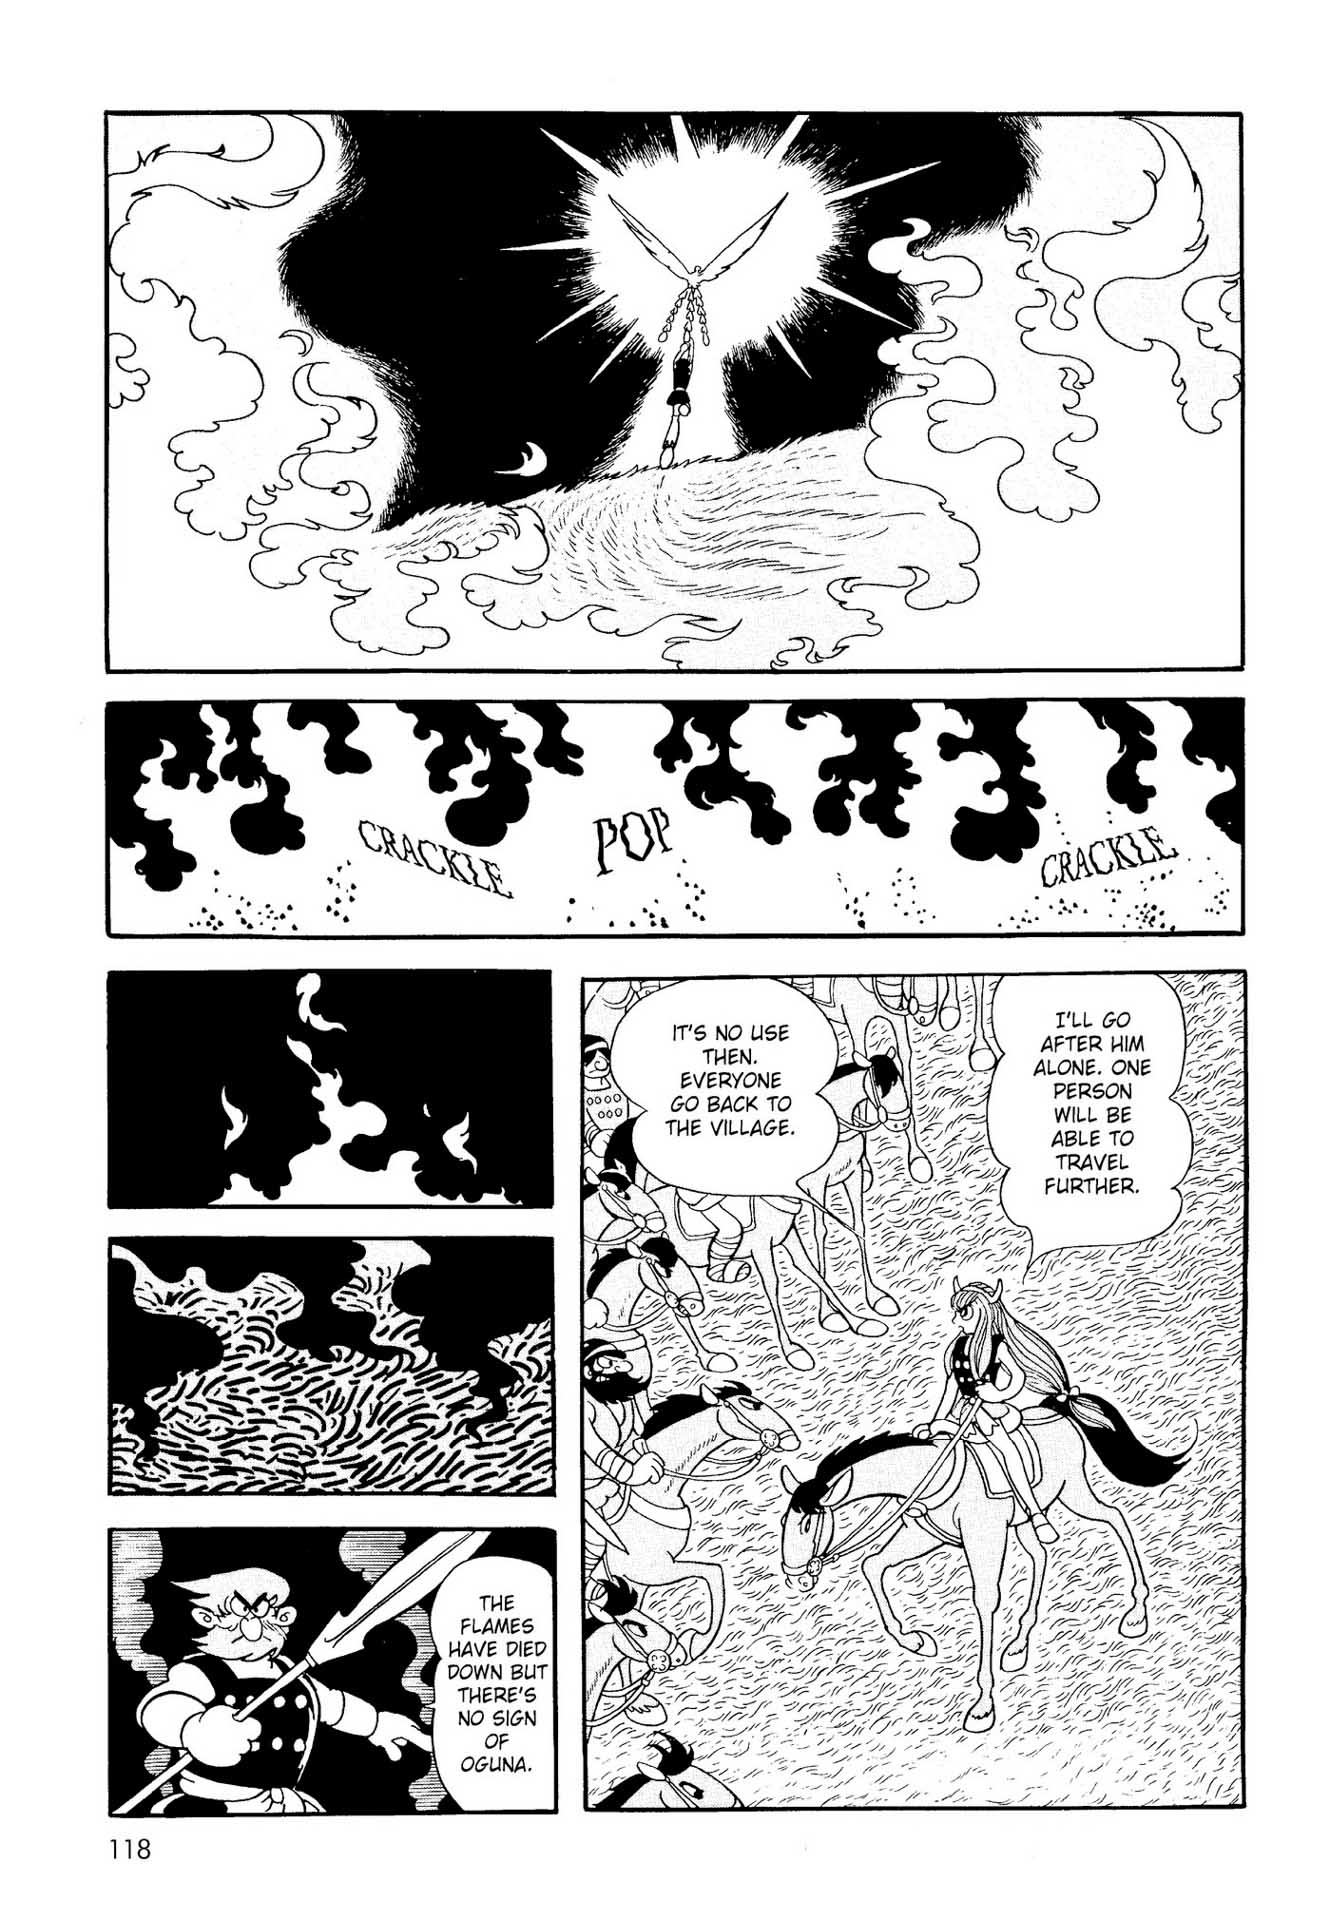 CRACKLE
POP
CRACKLE
THE
FLAMES
HAVE DIED
DOWN BUT
THERE'S
NO SIGN
OF
OGUNA.
IT'S NO USE
THEN.
EVERYONE
GO BACK TO
THE VILLAGE.
I'LL GO
AFTER HIM
ALONE. ONE
PERSON
WILL BE
ABLE TO
TRAVEL
FURTHER.
118